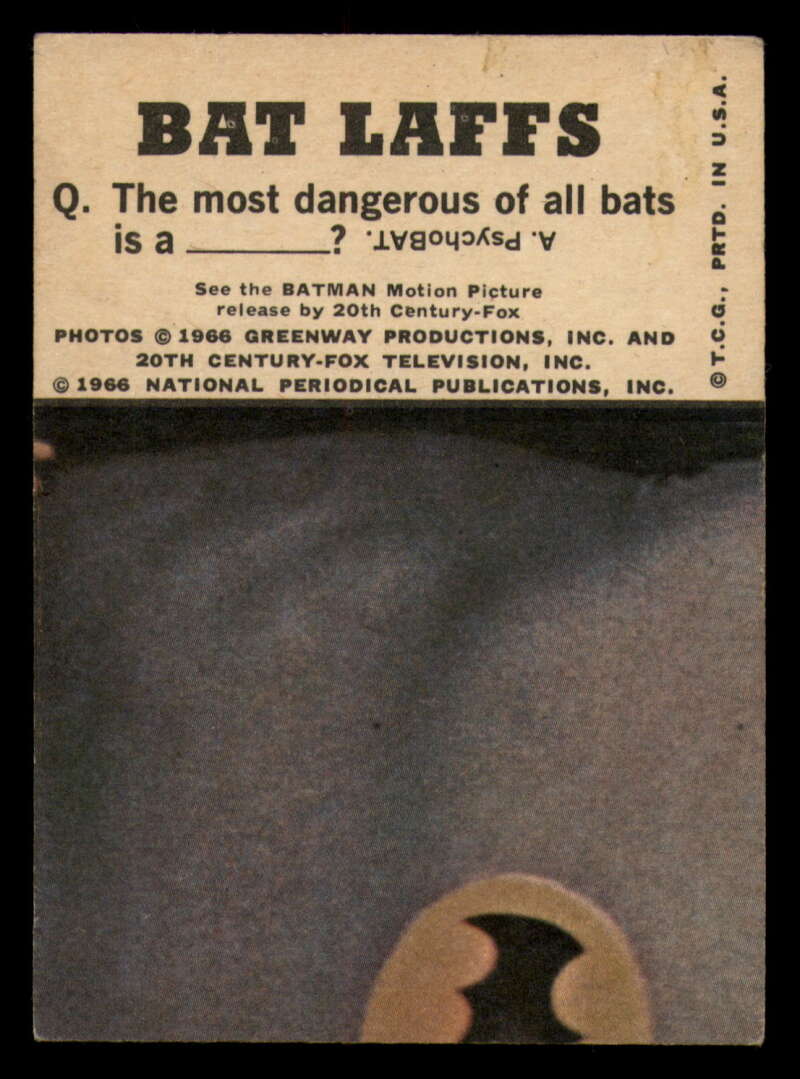 BAT LAFFS
Q. The most dangerous of all bats
is a ________? A. PsychoBAT.
See the BATMAN Motion Picture
release by 20th Century-Fox
PHOTOS © 1966 GREENWAY PRODUCTIONS, INC. AND
20TH CENTURY-FOX TELEVISION, INC.
© 1966 NATIONAL PERIODICAL PUBLICATIONS, INC.
© T.C.G., PRTD. IN U.S.A.